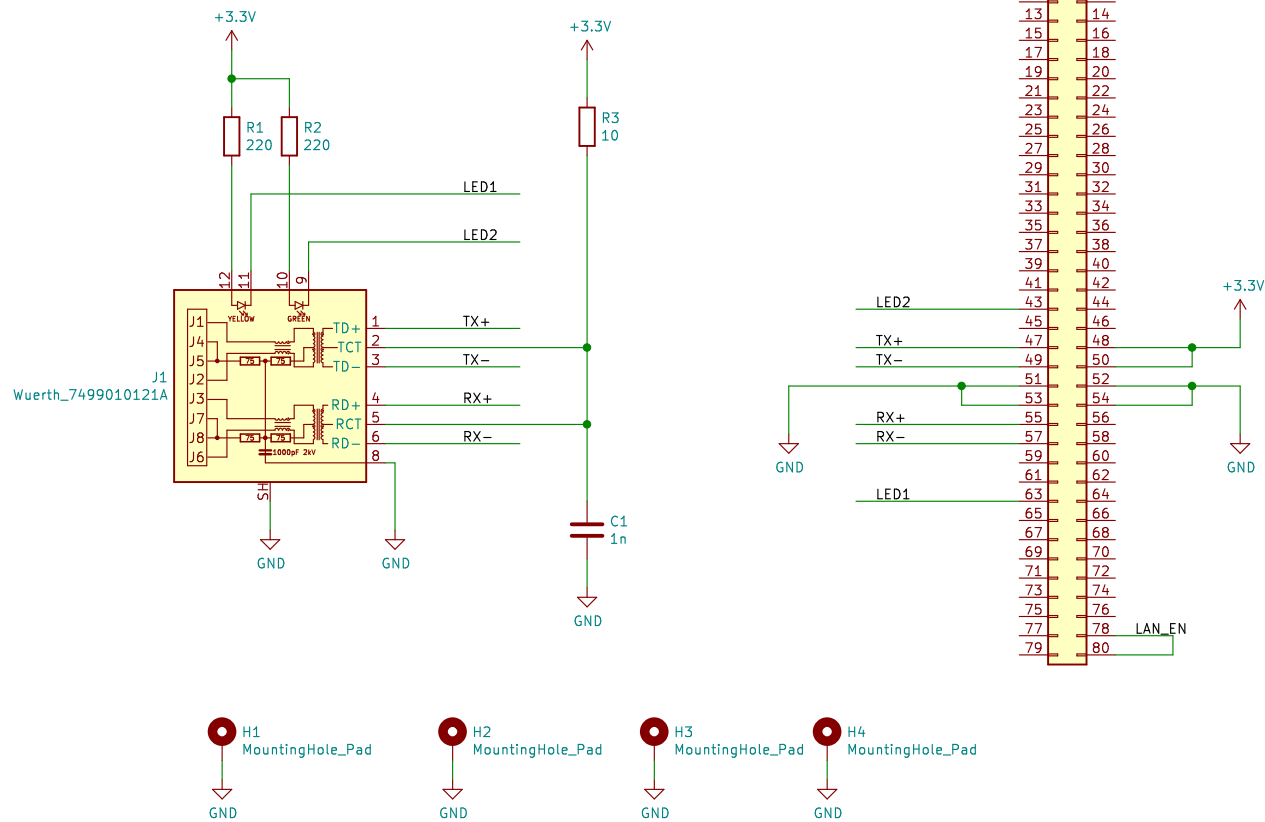 +3.3V
+3.3V
R1
220
R2
220
R3
10
LED1
LED2
12
11
10
9
YELLOW
GREEN
J1
J4
J5
J2
J3
J7
J8
J6
75
75
75
75
1000pF 2kV
TD+
TCT
TD-
RD+
RCT
RD-
1
2
3
4
5
6
8
SH
TX+
TX-
RX+
RX-
J1
Wuerth_7499010121A
GND
GND
C1
1n
GND
13 14
15 16
17 18
19 20
21 22
23 24
25 26
27 28
29 30
31 32
33 34
35 36
37 38
39 40
41 42
LED2 43 44
45 46
TX+ 47 48
TX- 49 50
51 52
53 54
RX+ 55 56
RX- 57 58
59 60
61 62
LED1 63 64
65 66
67 68
69 70
71 72
73 74
75 76
77 78 LAN_EN
79 80
+3.3V
GND
GND
H1
MountingHole_Pad
GND
H2
MountingHole_Pad
GND
H3
MountingHole_Pad
GND
H4
MountingHole_Pad
GND